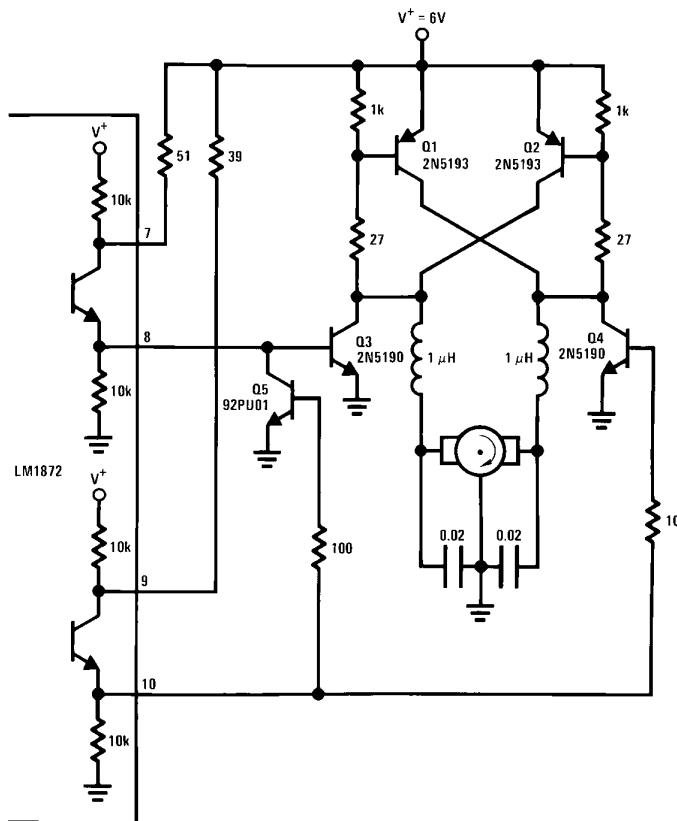 V+ = 6V
1k
Q1
2N5193
Q2
2N5193
1k
V+
51
39
10k
7
27
27
8
Q3
2N5190
1 µH
1 µH
Q4
2N5190
10k
Q5
92PU01
LM1872
V+
10k
100
0.02
0.02
10
9
10
10k